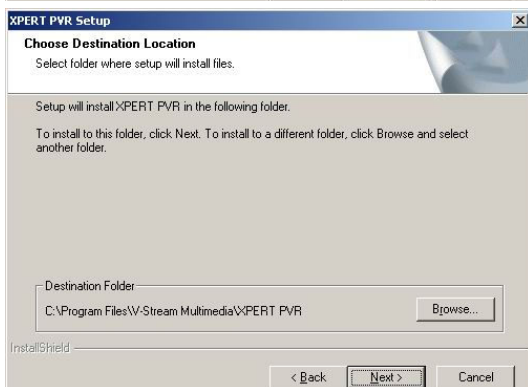 XPERT PVR Setup
Choose Destination Location
Select folder where setup will install files.
Setup will install XPERT PVR in the following folder.
To install to this folder, click Next. To install to a different folder, click Browse and select
another folder.
Destination Folder
C:\Program Files\V-Stream Multimedia\XPERT PVR
Browse...
InstallShield
< Back
Next >
Cancel